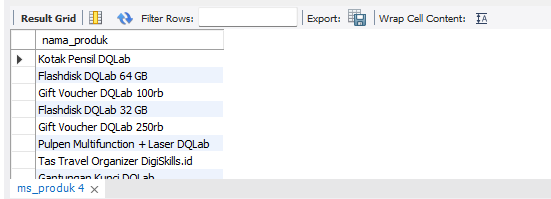 Result Grid Filter Rows: Export: Wrap Cell Content: IA
nama_produk
Kotak Pensil DQLab
Flashdisk DQLab 64 GB
Gift Voucher DQLab 100rb
Flashdisk DQLab 32 GB
Gift Voucher DQLab 250rb
Pulpen Multifunction + Laser DQLab
Tas Travel Organizer DigiSkills.id
Gantungan Kunci DQLab
ms_produk 4